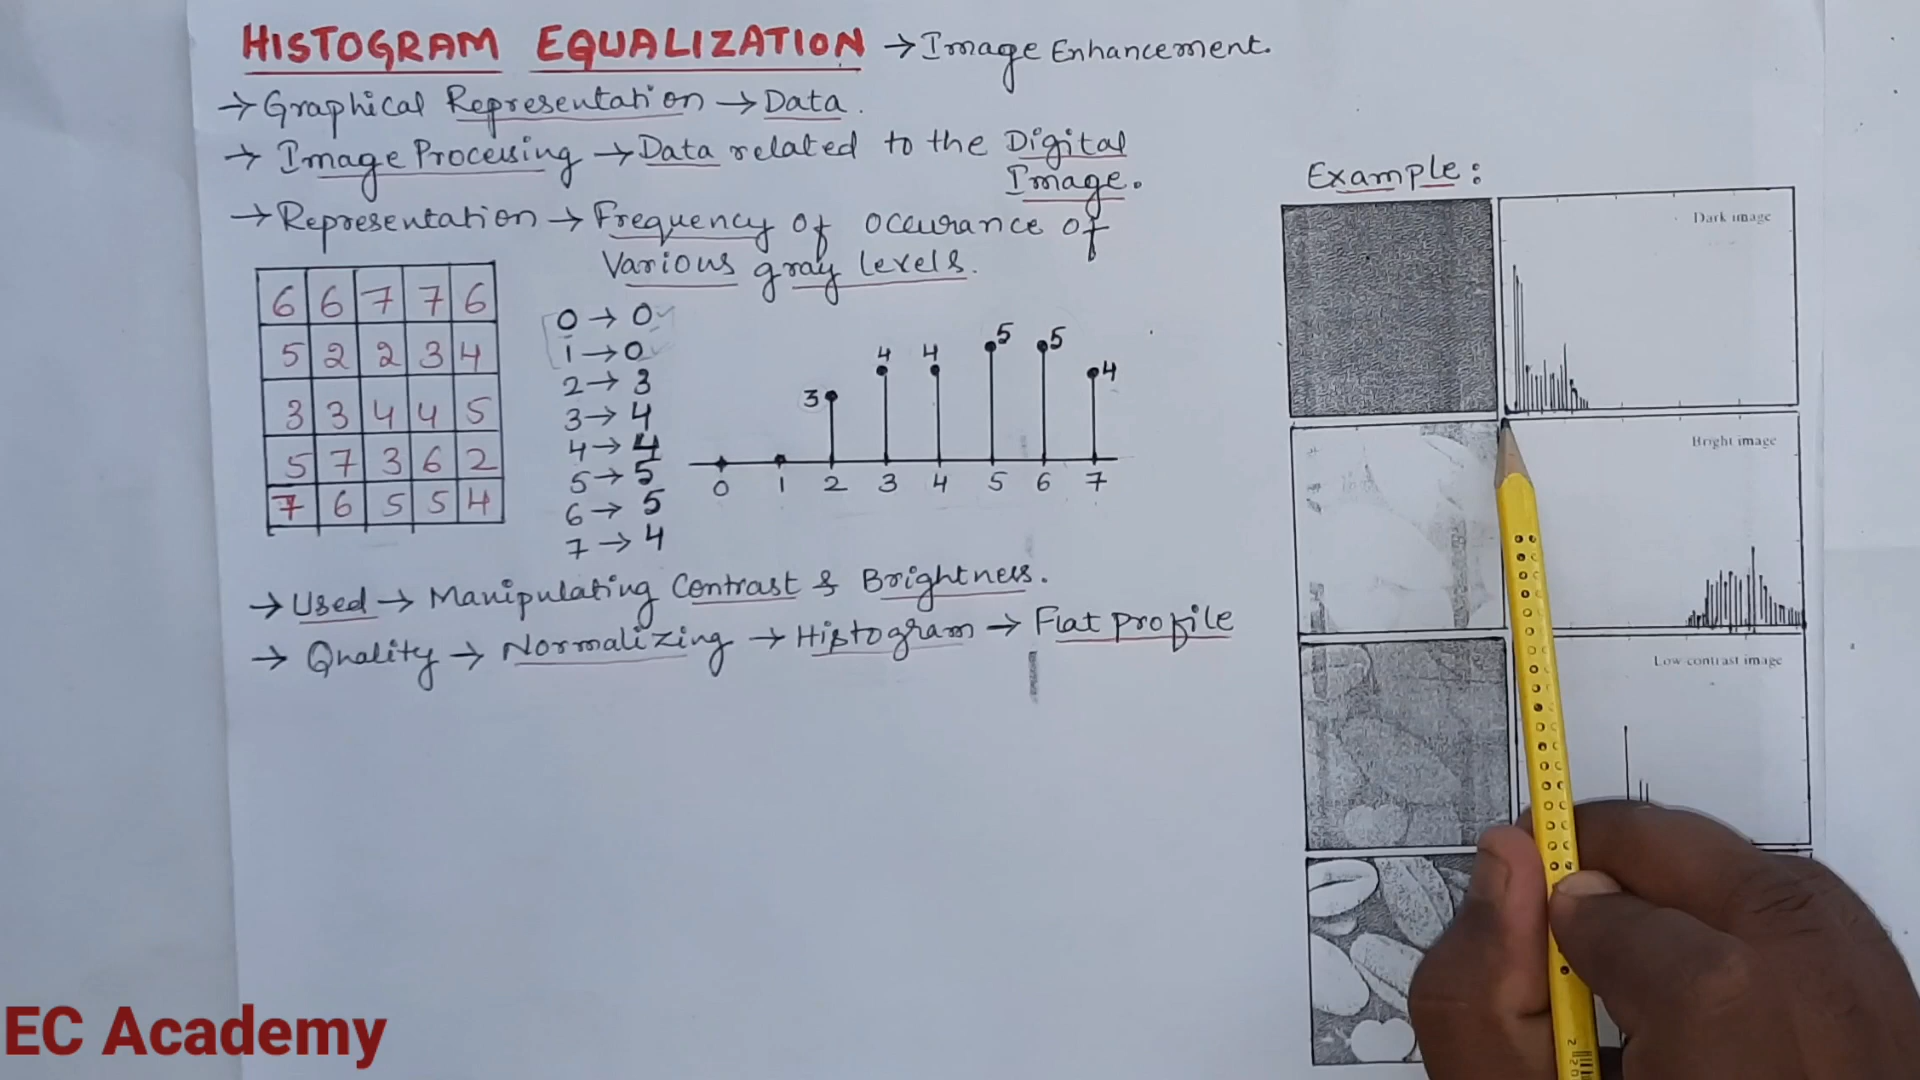 HISTOGRAM EQUALIZATION → Image Enhancement.
→ Graphical Representation → Data.
→ Image Processing → Data related to the Digital
Image.
→ Representation → Frequency of occurance of
Various gray levels.
6 6 7 7 6
5 2 2 3 4
3 3 4 4 5
5 7 3 6 2
7 6 5 5 4
0 → 0
1 → 0
2 → 3
3 → 4
4 → 4
5 → 5
6 → 5
7 → 4
3 4 4 5 5 4
0 1 2 3 4 5 6 7
→ Used → Manipulating Contrast & Brightness.
→ Quality → Normalizing → Histogram → Flat profile
Example:
Dark image
Bright image
Low contrast image
EC Academy